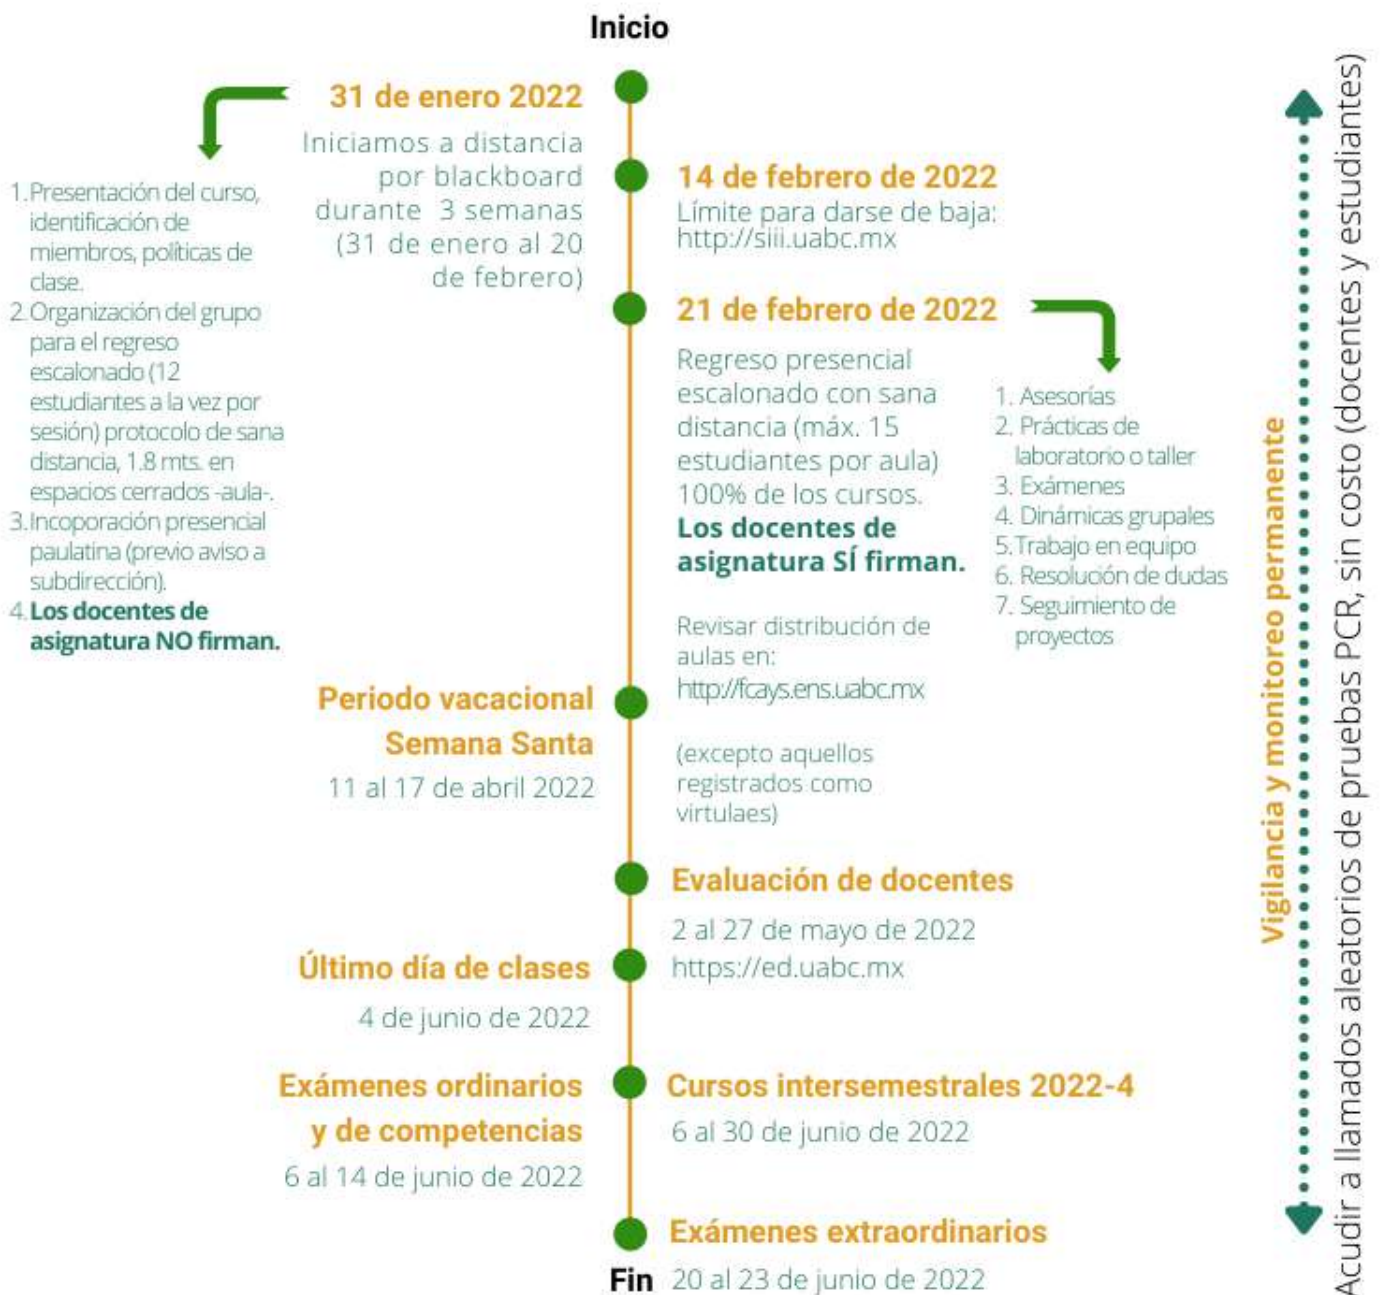 Inicio
31 de enero 2022
Iniciamos a distancia
por blackboard
durante 3 semanas
(31 de enero al 20
de febrero)
1.Presentación del curso,
identificación de
miembros, políticas de
clase.
2.Organización del grupo
para el regreso
escalonado (12
estudiantes a la vez por
sesión) protocolo de sana
distancia, 1.8 mts. en
espacios cerrados -aula-.
3.Incoporación presencial
paulatina (previo aviso a
subdirección).
4.Los docentes de
asignatura NO firman.
14 de febrero de 2022
Límite para darse de baja:
http://siii.uabc.mx
21 de febrero de 2022
Regreso presencial
escalonado con sana
distancia (máx. 15
estudiantes por aula)
100% de los cursos.
Los docentes de
asignatura SÍ firman.
Revisar distribución de
aulas en:
http://fcays.ens.uabc.mx
(excepto aquellos
registrados como
virtulaes)
1. Asesorías
2. Prácticas de
laboratorio o taller
3. Exámenes
4. Dinámicas grupales
5.Trabajo en equipo
6. Resolución de dudas
7. Seguimiento de
proyectos
Periodo vacacional
Semana Santa
11 al 17 de abril 2022
Evaluación de docentes
2 al 27 de mayo de 2022
https://ed.uabc.mx
Último día de clases
4 de junio de 2022
Exámenes ordinarios
y de competencias
6 al 14 de junio de 2022
Cursos intersemestrales 2022-4
6 al 30 de junio de 2022
Exámenes extraordinarios
20 al 23 de junio de 2022
Fin
Vigilancia y monitoreo permanente
Acudir a llamados aleatorios de pruebas PCR, sin costo (docentes y estudiantes)